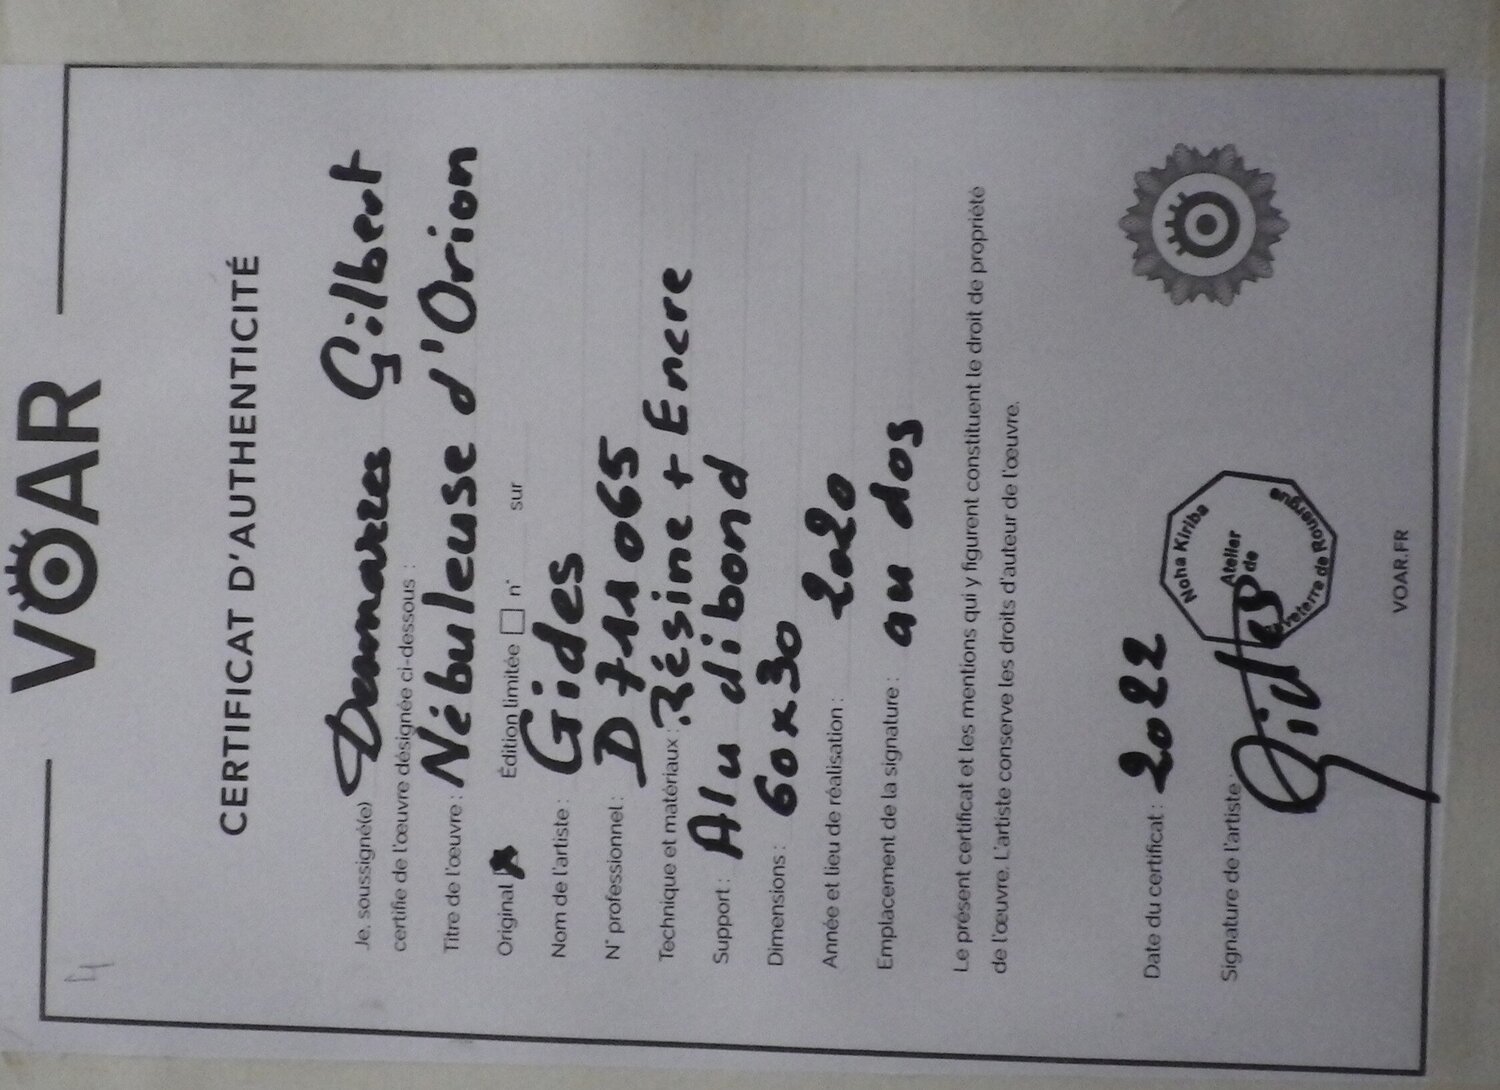 VOAR
CERTIFICAT D'AUTHENTICITÉ
Je, soussigné(e) Gilbert
certifie de l'œuvre désignée ci-dessous :
Titre de l'œuvre : Nébuleuse d'Orion
Original X Édition limitée □ n° sur
Nom de l'artiste : Gides
N° professionnel : D711065
Technique et matériaux : Résine + Encre
Support : Alu dibond
Dimensions : 60x30
Année et lieu de réalisation : 2020
Emplacement de la signature : au dos
Le présent certificat et les mentions qui y figurent constituent le droit de propriété
de l'œuvre. L'artiste conserve les droits d'auteur de l'œuvre.
Date du certificat : 2022
Signature de l'artiste :
Noha Kiriba
Atelier
de
de Rouergue
VOAR.FR